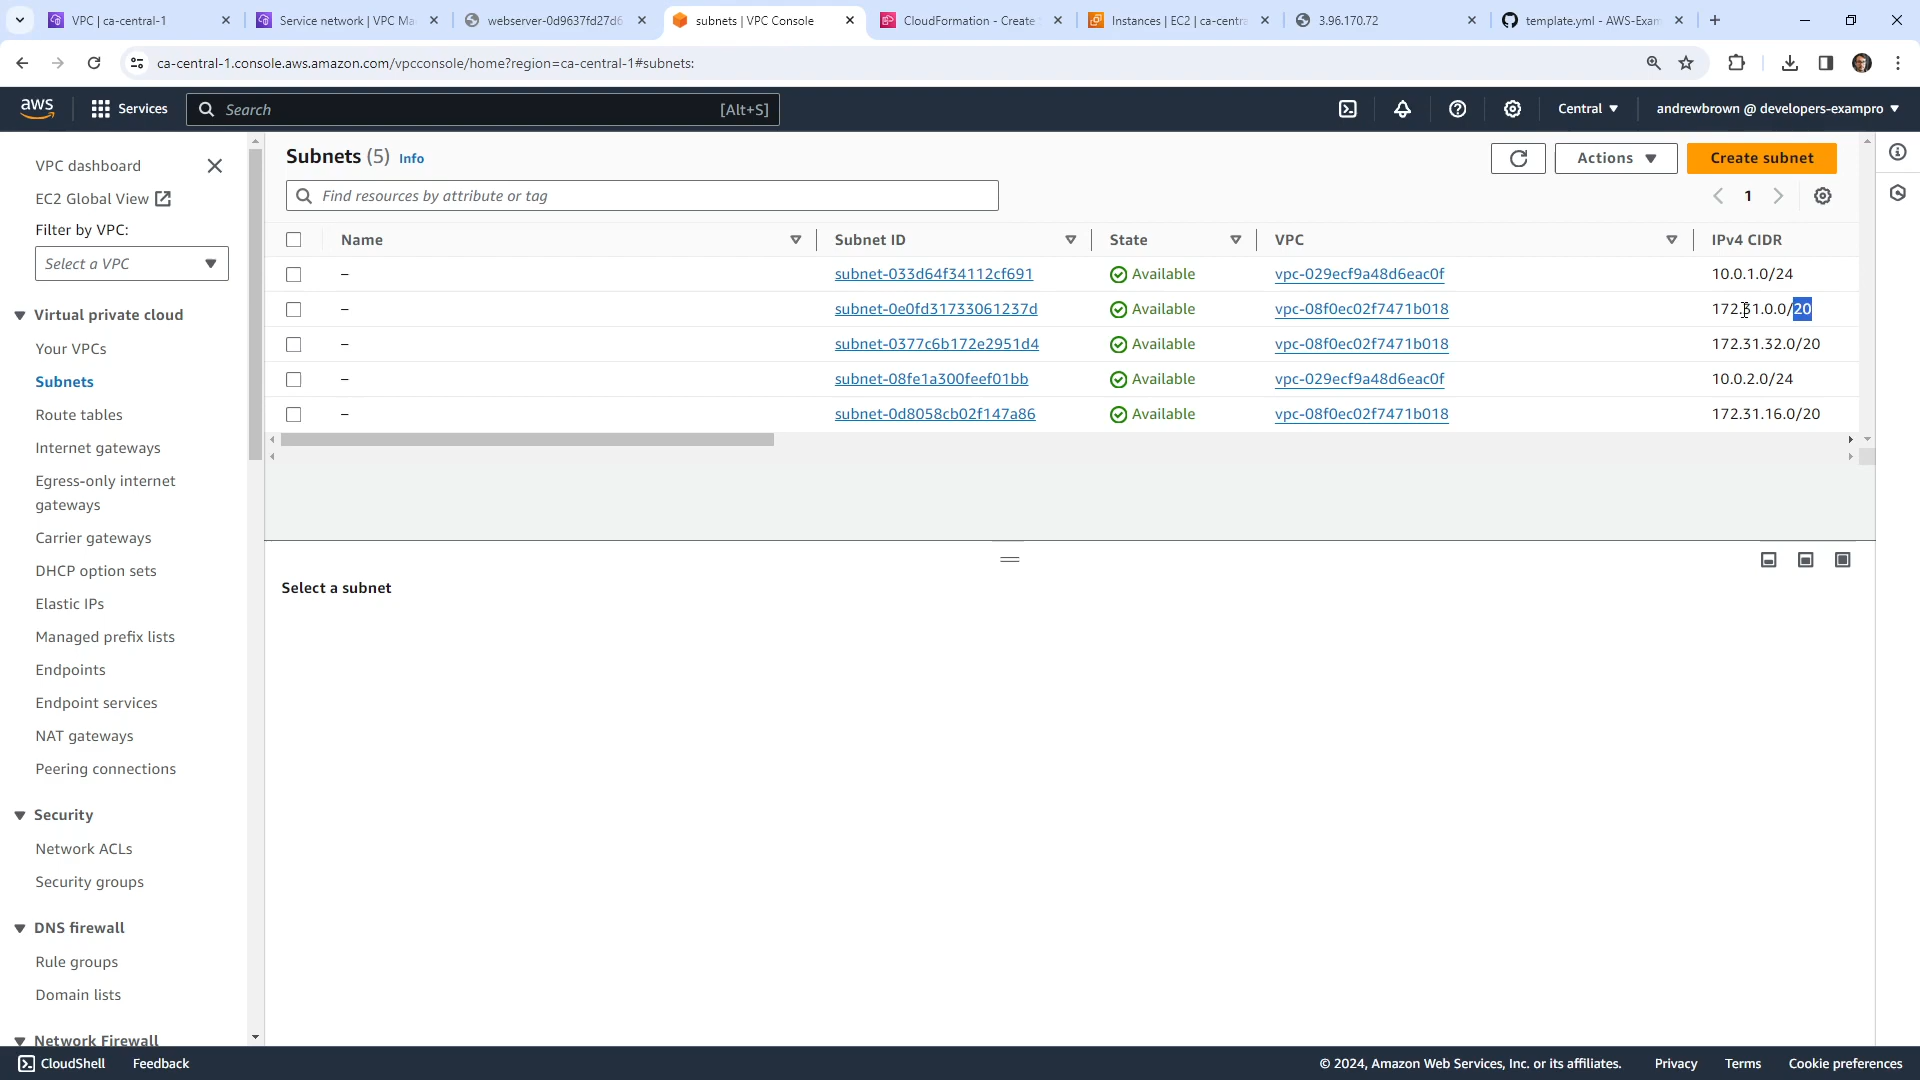 VPC | ca-central-1
Service network | VPC Ma
webserver-0d9637fd27d6
subnets | VPC Console
CloudFormation - Create
Instances | EC2 | ca-centra
3.96.170.72
template.yml - AWS-Exam
ca-central-1.console.aws.amazon.com/vpcconsole/home?region=ca-central-1#subnets:
aws
Services
Search
[Alt+S]
Central
andrewbrown @ developers-exampro
VPC dashboard
EC2 Global View
Filter by VPC:
Select a VPC
Virtual private cloud
Your VPCs
Subnets
Route tables
Internet gateways
Egress-only internet
gateways
Carrier gateways
DHCP option sets
Elastic IPs
Managed prefix lists
Endpoints
Endpoint services
NAT gateways
Peering connections
Security
Network ACLs
Security groups
DNS firewall
Rule groups
Domain lists
Network Firewall
Subnets (5) Info
Actions
Create subnet
Find resources by attribute or tag
1
Name Subnet ID State VPC IPv4 CIDR
– subnet-033d64f34112cf691 Available vpc-029ecf9a48d6eac0f 10.0.1.0/24
– subnet-0e0fd31733061237d Available vpc-08f0ec02f7471b018 172.31.0.0/20
– subnet-0377c6b172e2951d4 Available vpc-08f0ec02f7471b018 172.31.32.0/20
– subnet-08fe1a300feef01bb Available vpc-029ecf9a48d6eac0f 10.0.2.0/24
– subnet-0d8058cb02f147a86 Available vpc-08f0ec02f7471b018 172.31.16.0/20
Select a subnet
CloudShell
Feedback
© 2024, Amazon Web Services, Inc. or its affiliates.
Privacy
Terms
Cookie preferences